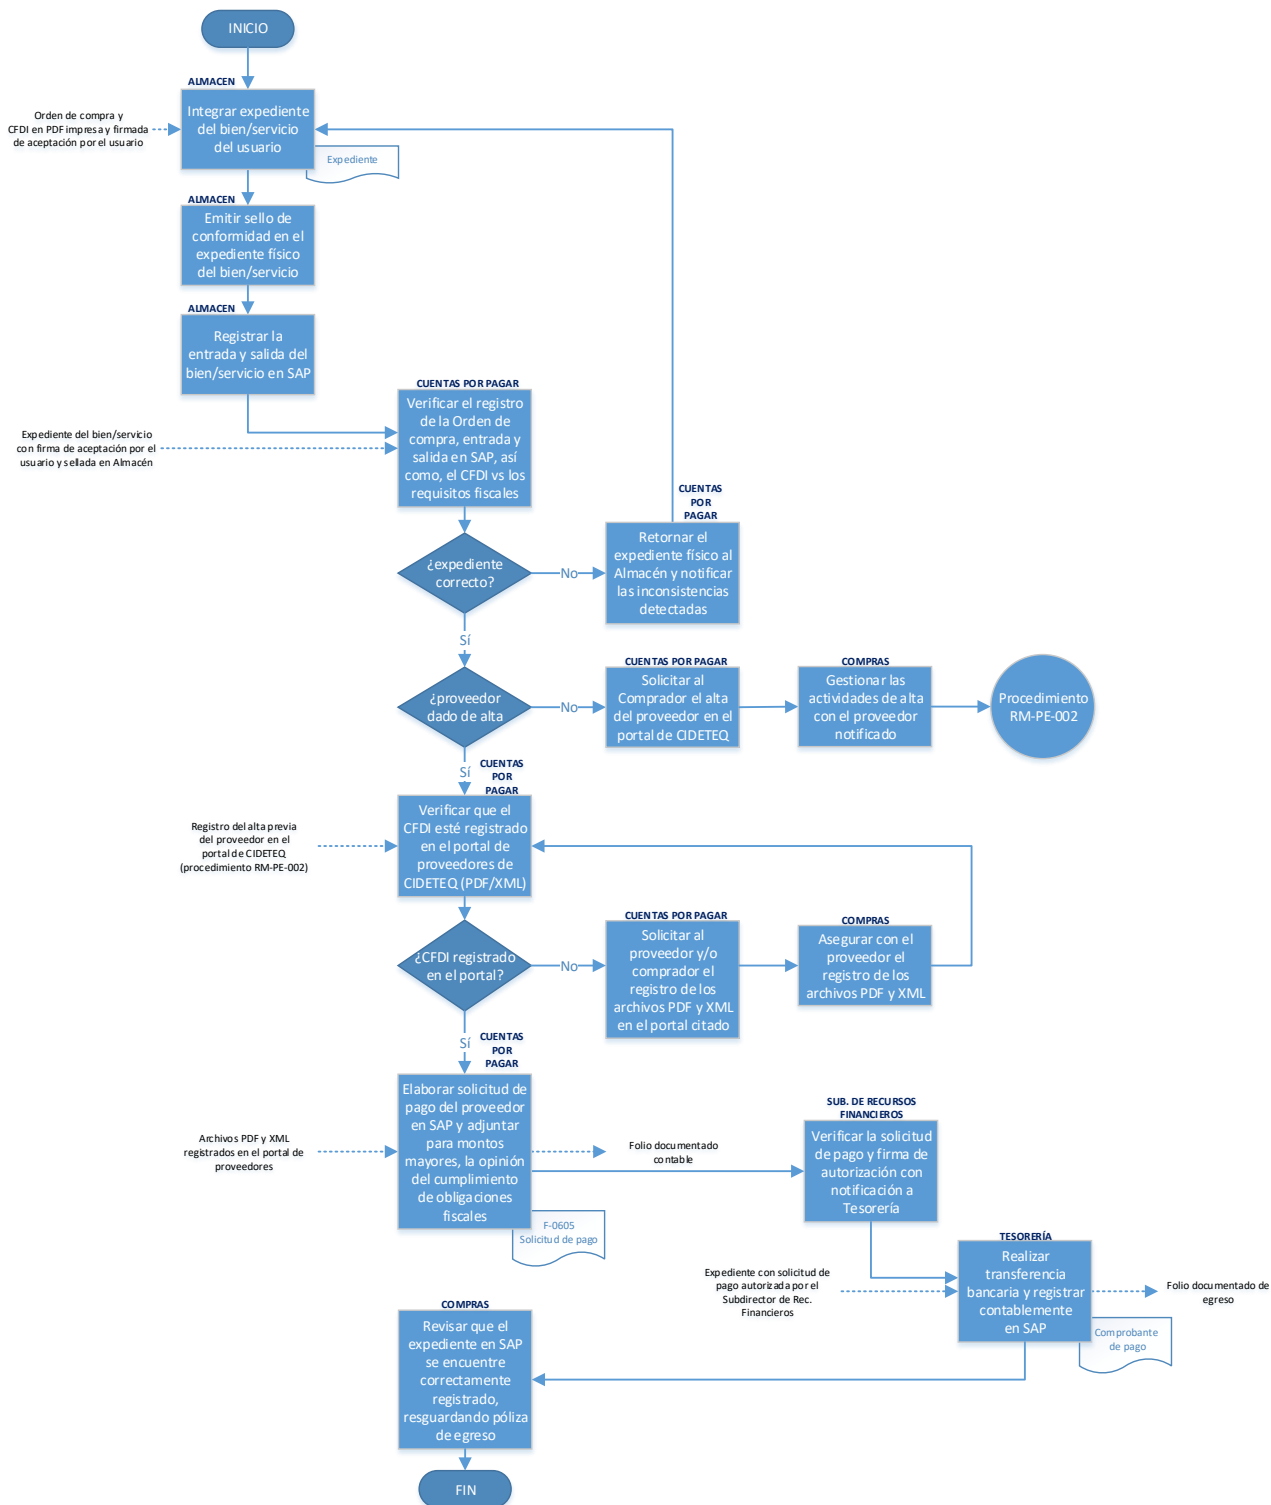 INICIO
ALMACEN
Orden de compra y
CFDI en PDF impresa y firmada
de aceptación por el usuario
Integrar expediente
del bien/servicio
del usuario
Expediente
ALMACEN
Emitir sello de
conformidad en el
expediente físico
del bien/servicio
ALMACEN
Registrar la
entrada y salida del
bien/servicio en SAP
CUENTAS POR PAGAR
Expediente del bien/servicio
con firma de aceptación por el
usuario y sellada en Almacén
Verificar el registro
de la Orden de
compra, entrada y
salida en SAP, así
como, el CFDI vs los
requisitos fiscales
¿expediente
correcto?
No
CUENTAS
POR
PAGAR
Retornar el
expediente físico al
Almacén y notificar
las inconsistencias
detectadas
Sí
¿proveedor
dado de alta
No
CUENTAS POR PAGAR
Solicitar al
Comprador el alta
del proveedor en el
portal de CIDETEQ
COMPRAS
Gestionar las
actividades de alta
con el proveedor
notificado
Procedimiento
RM-PE-002
Sí
CUENTAS
POR
PAGAR
Registro del alta previa
del proveedor en el
portal de CIDETEQ
(procedimiento RM-PE-002)
Verificar que el
CFDI esté registrado
en el portal de
proveedores de
CIDETEQ (PDF/XML)
¿CFDI registrado
en el portal?
No
CUENTAS POR PAGAR
Solicitar al
proveedor y/o
comprador el
registro de los
archivos PDF y XML
en el portal citado
COMPRAS
Asegurar con el
proveedor el
registro de los
archivos PDF y XML
Sí
CUENTAS
POR
PAGAR
Archivos PDF y XML
registrados en el portal de
proveedores
Elaborar solicitud de
pago del proveedor
en SAP y adjuntar
para montos
mayores, la opinión
del cumplimiento
de obligaciones
fiscales
F-0605
Solicitud de pago
Folio documentado
contable
SUB. DE RECURSOS
FINANCIEROS
Verificar la solicitud
de pago y firma de
autorización con
notificación a
Tesorería
TESORERÍA
Expediente con solicitud de
pago autorizada por el
Subdirector de Rec.
Financieros
Realizar
transferencia
bancaria y registrar
contablemente
en SAP
Comprobante
de pago
Folio documentado de
egreso
COMPRAS
Revisar que el
expediente en SAP
se encuentre
correctamente
registrado,
resguardando póliza
de egreso
FIN